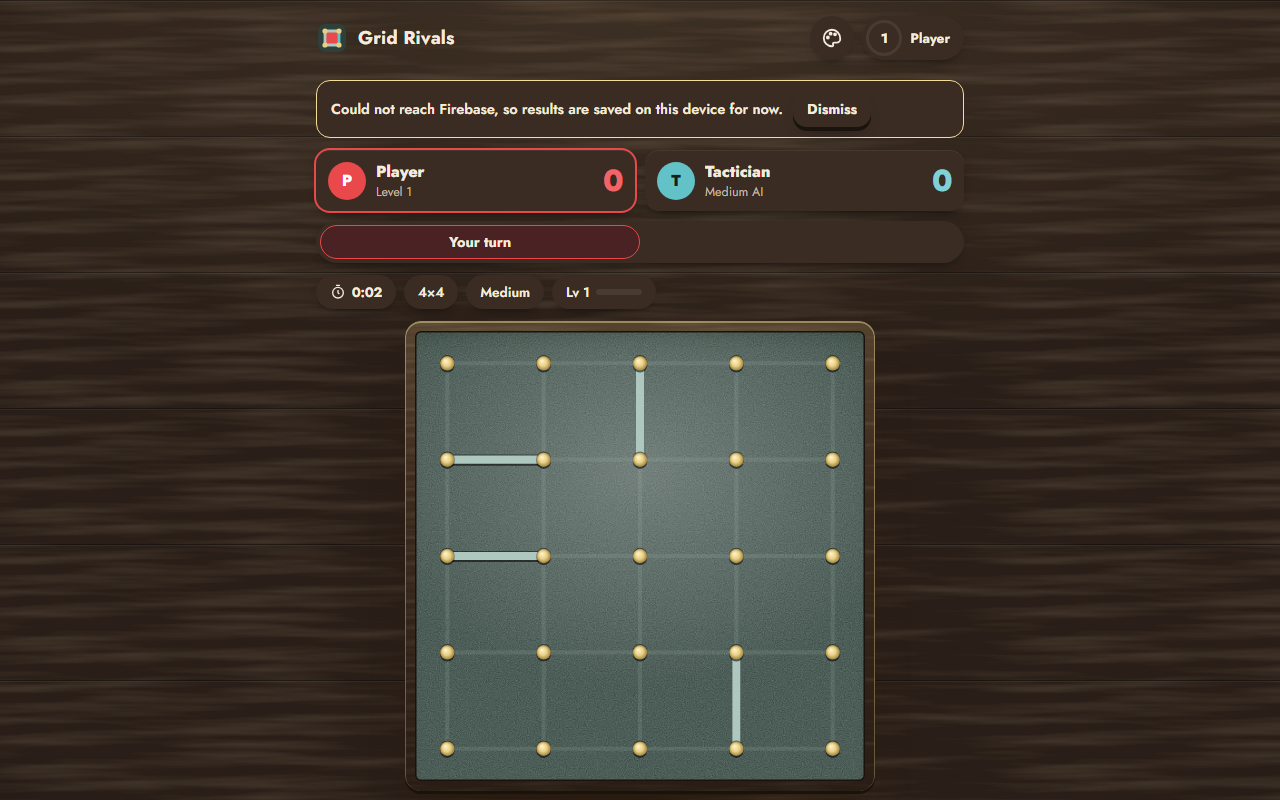 Grid Rivals
1 Player
Could not reach Firebase, so results are saved on this device for now. Dismiss
P Player 0
Level 1
T Tactician 0
Medium AI
Your turn
0:02 4×4 Medium Lv 1